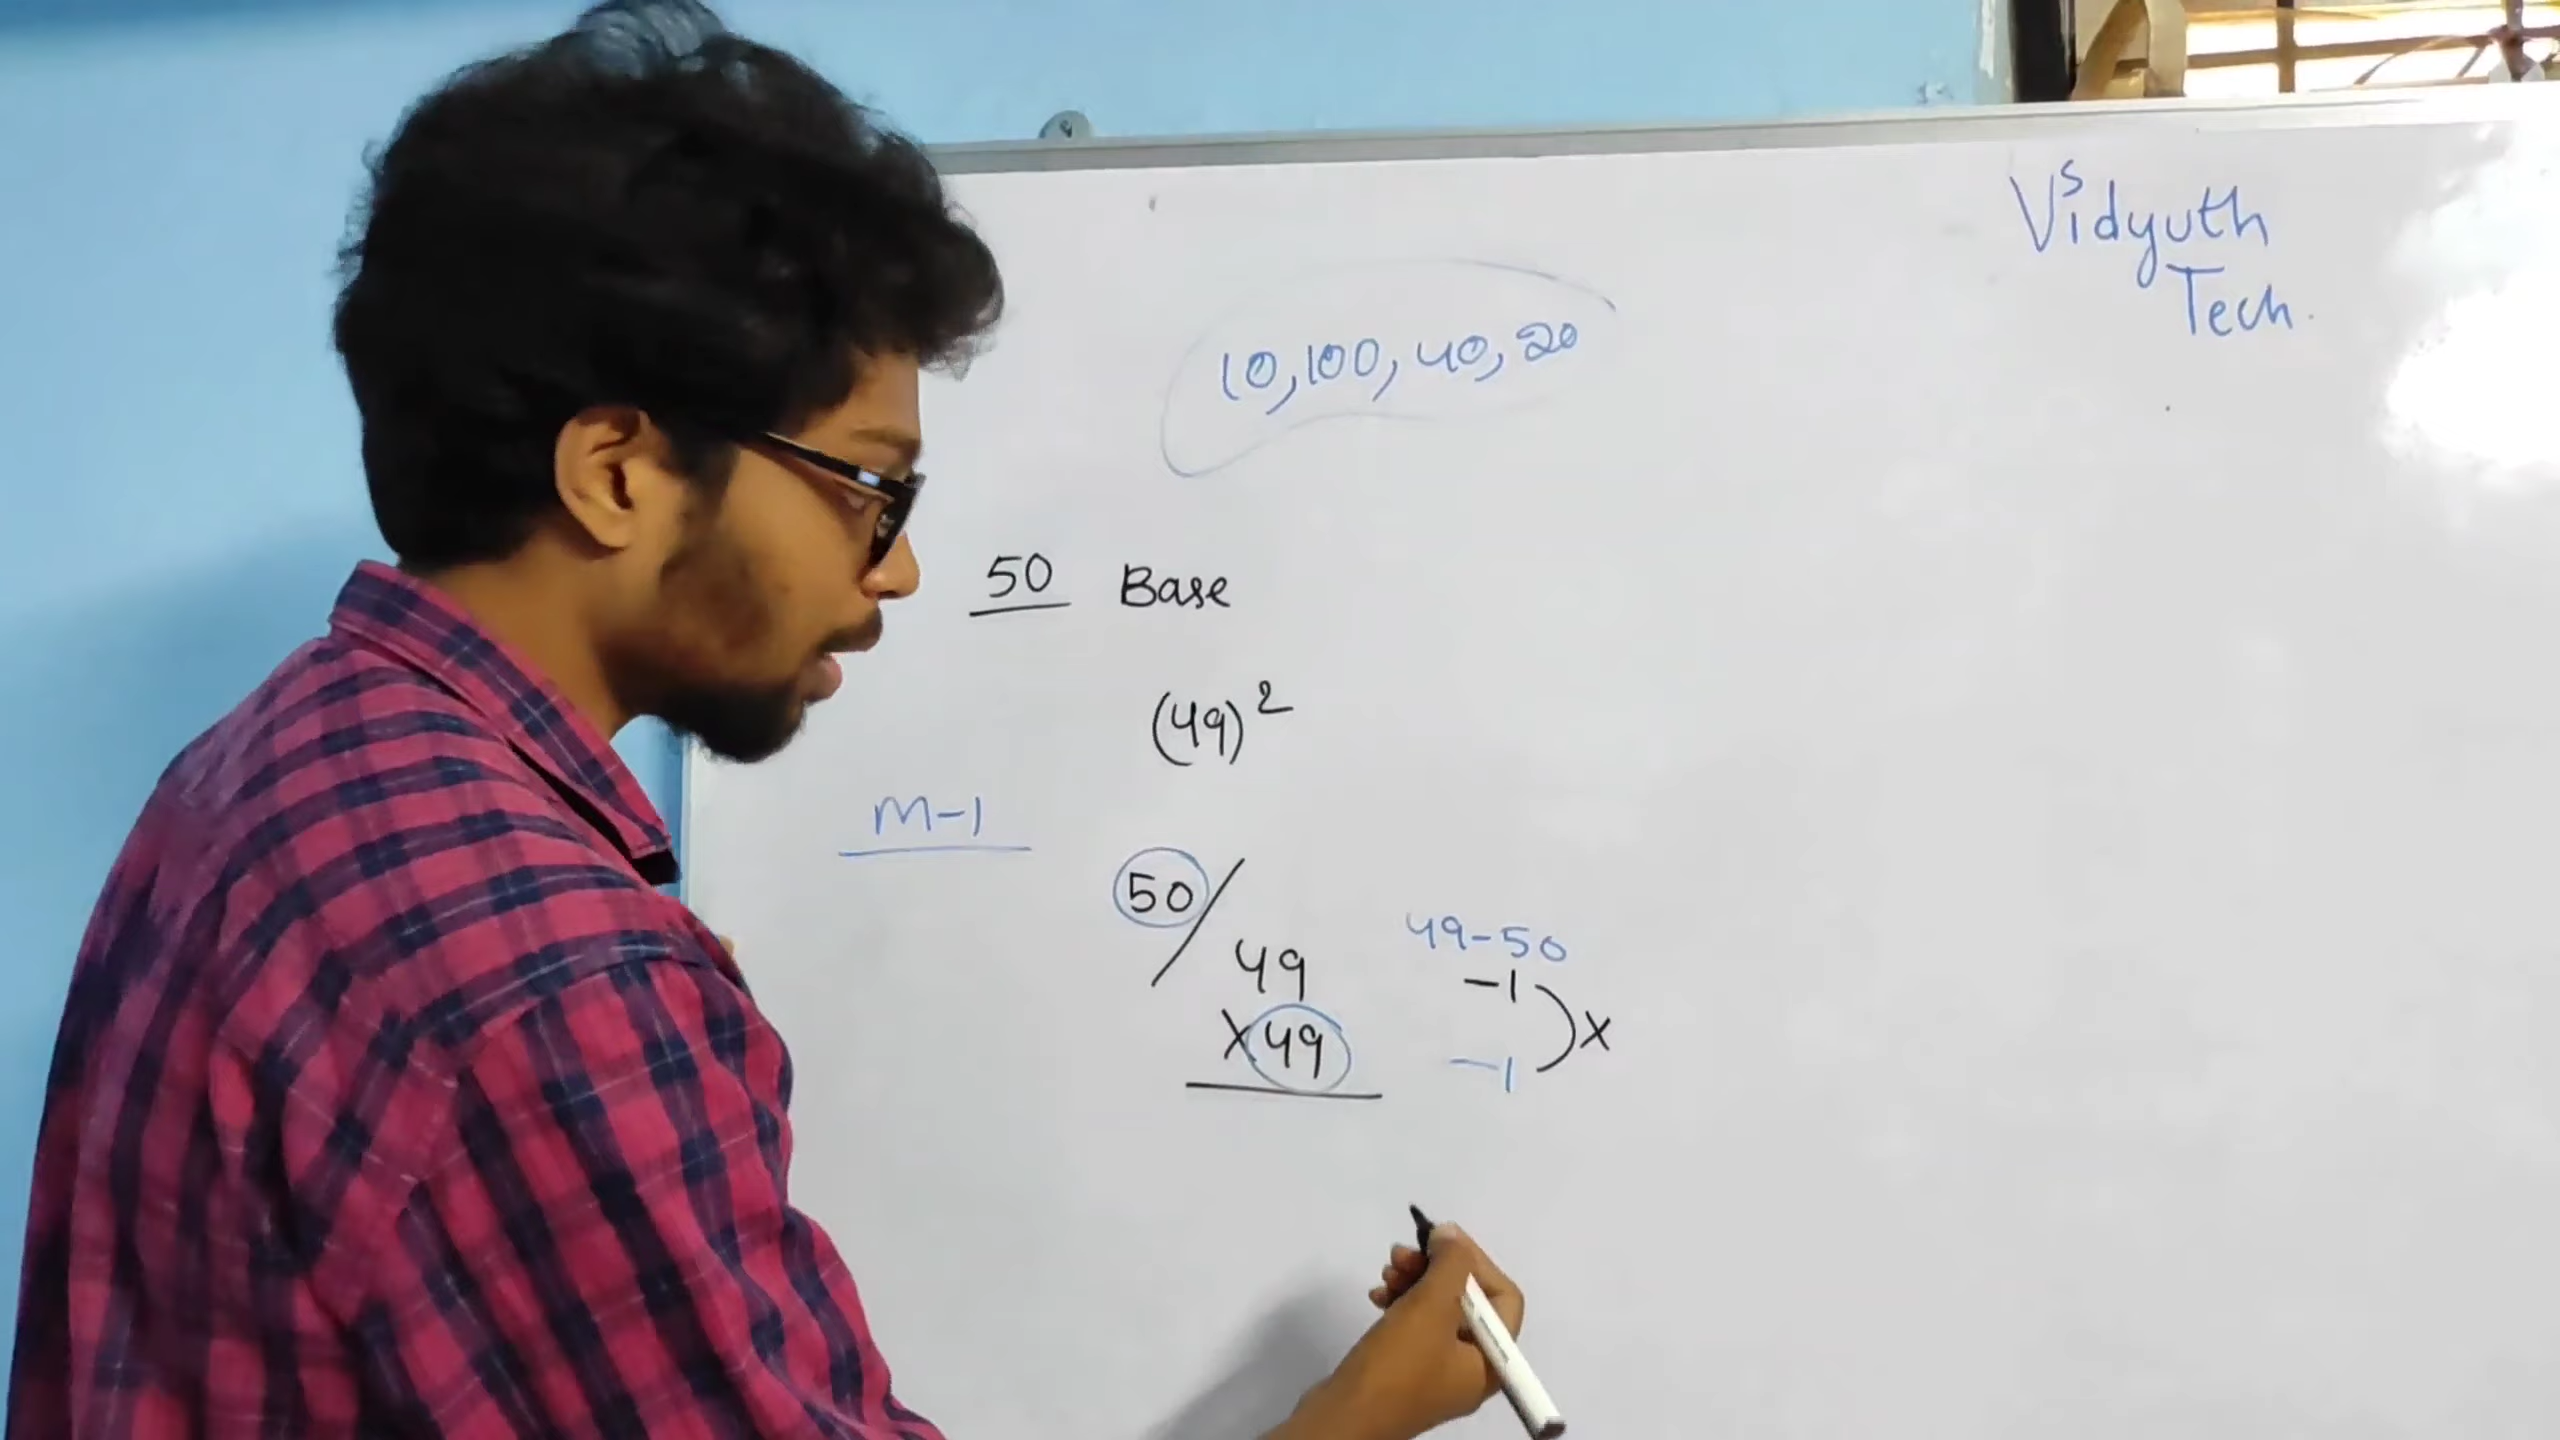 Vidyuth
S
Tech.
10, 100, 40, 20
50 Base
(49)²
M-1
50 /
49 49-50
-1
x 49 -1 ) x